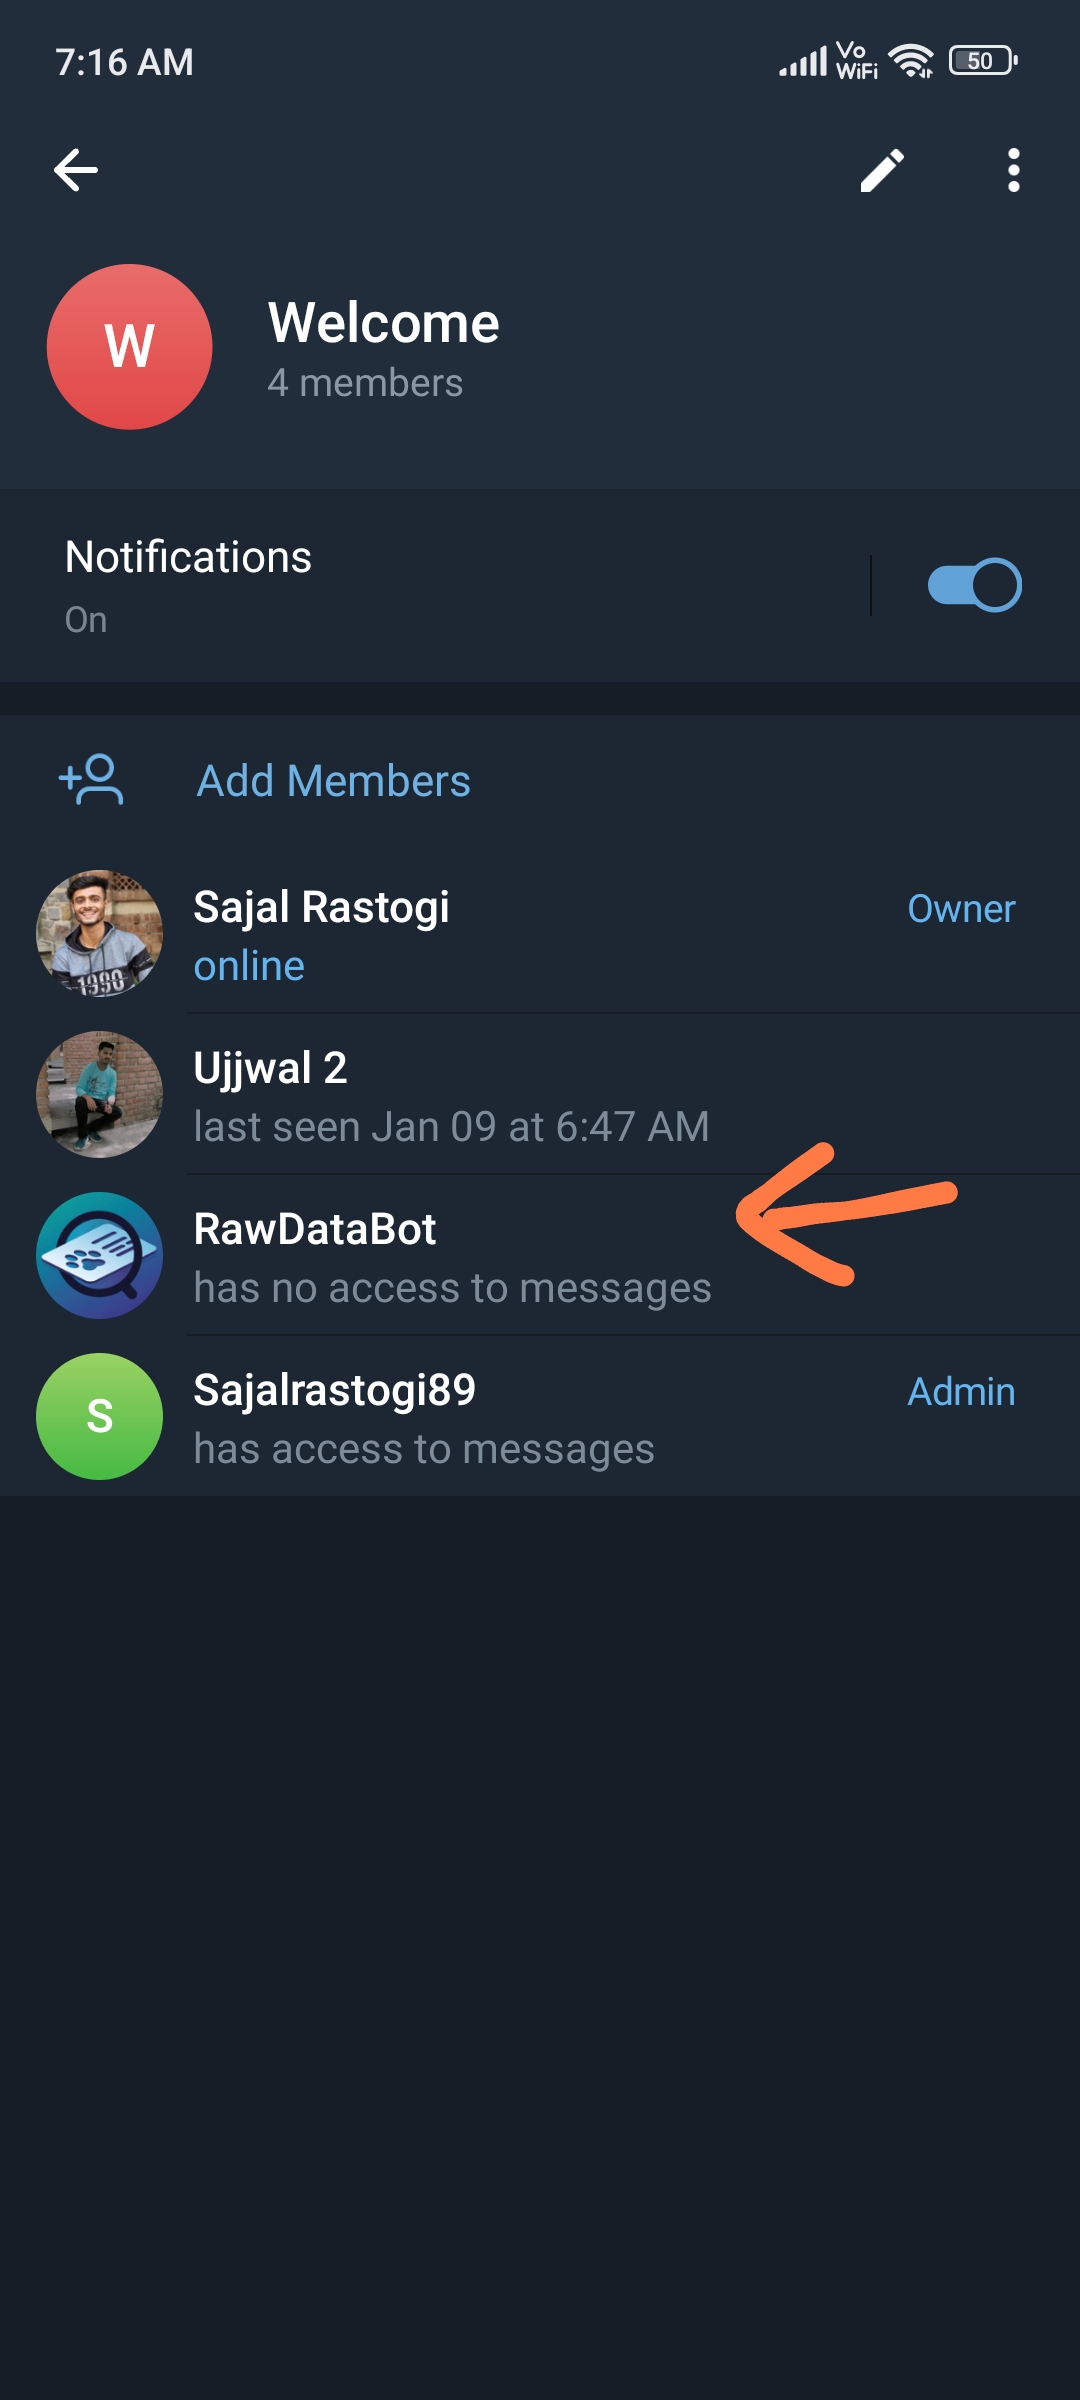 7:16 AM
Vo
WiFi
50
W
Welcome
4 members
Notifications
On
Add Members
Sajal Rastogi
Owner
online
1990
Ujjwal 2
last seen Jan 09 at 6:47 AM
RawDataBot
has no access to messages
S
Sajalrastogi89
Admin
has access to messages